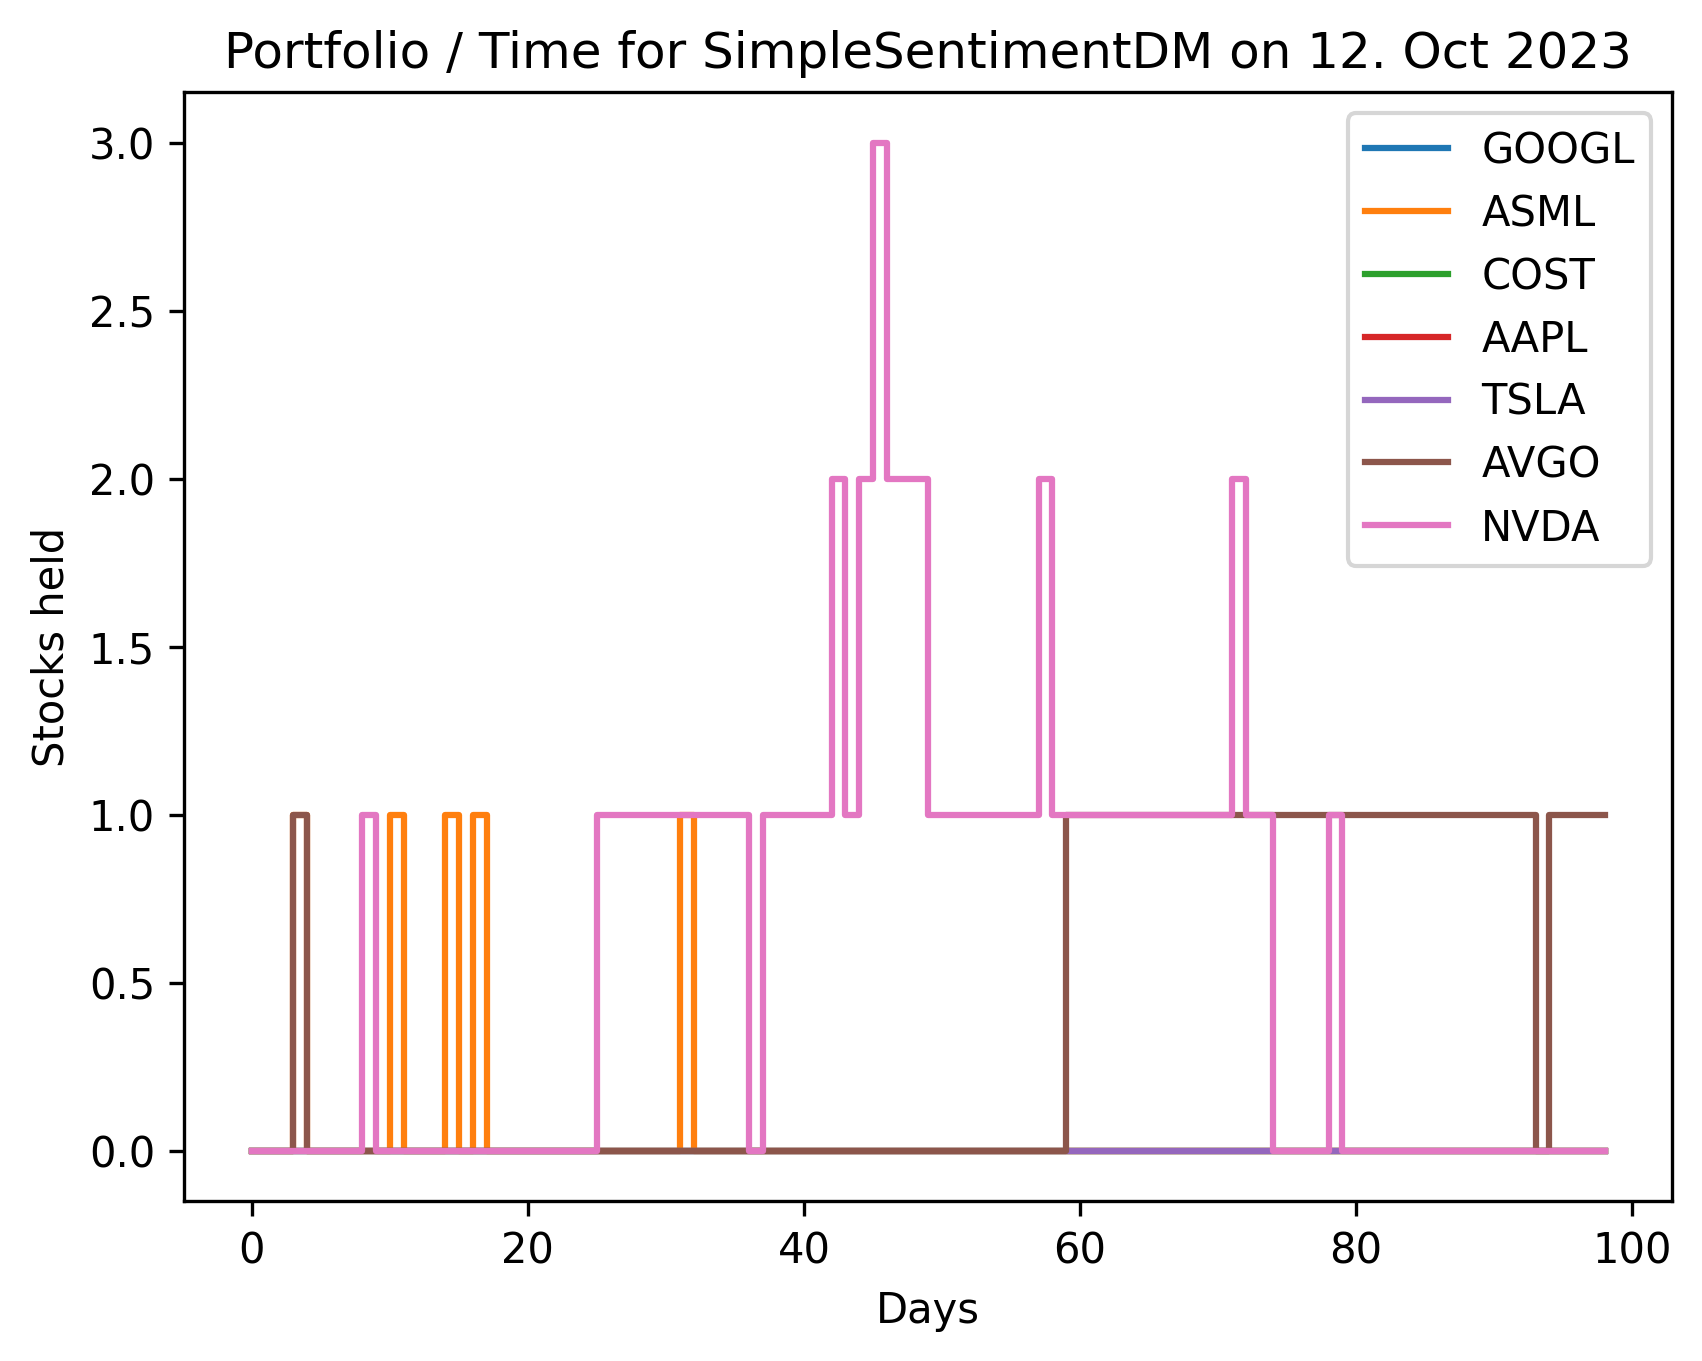 Portfolio / Time for SimpleSentimentDM on 12. Oct 2023
3.0
2.5
2.0
1.5
1.0
0.5
0.0
Stocks held
0 20 40 60 80 100
Days
GOOGL
ASML
COST
AAPL
TSLA
AVGO
NVDA